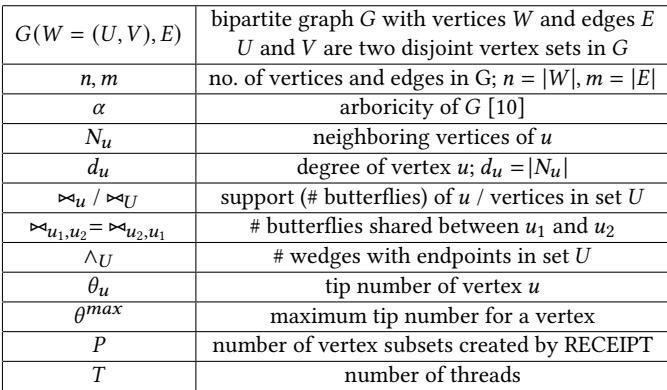 G(W = (U, V), E) bipartite graph G with vertices W and edges E
U and V are two disjoint vertex sets in G
n, m no. of vertices and edges in G; n = |W|, m = |E|
α arboricity of G [10]
N_u neighboring vertices of u
d_u degree of vertex u; d_u = |N_u|
⋈_u / ⋈_U support (# butterflies) of u / vertices in set U
⋈_{u_1,u_2} = ⋈_{u_2,u_1} # butterflies shared between u_1 and u_2
∧_U # wedges with endpoints in set U
θ_u tip number of vertex u
θ^{max} maximum tip number for a vertex
P number of vertex subsets created by RECEIPT
T number of threads